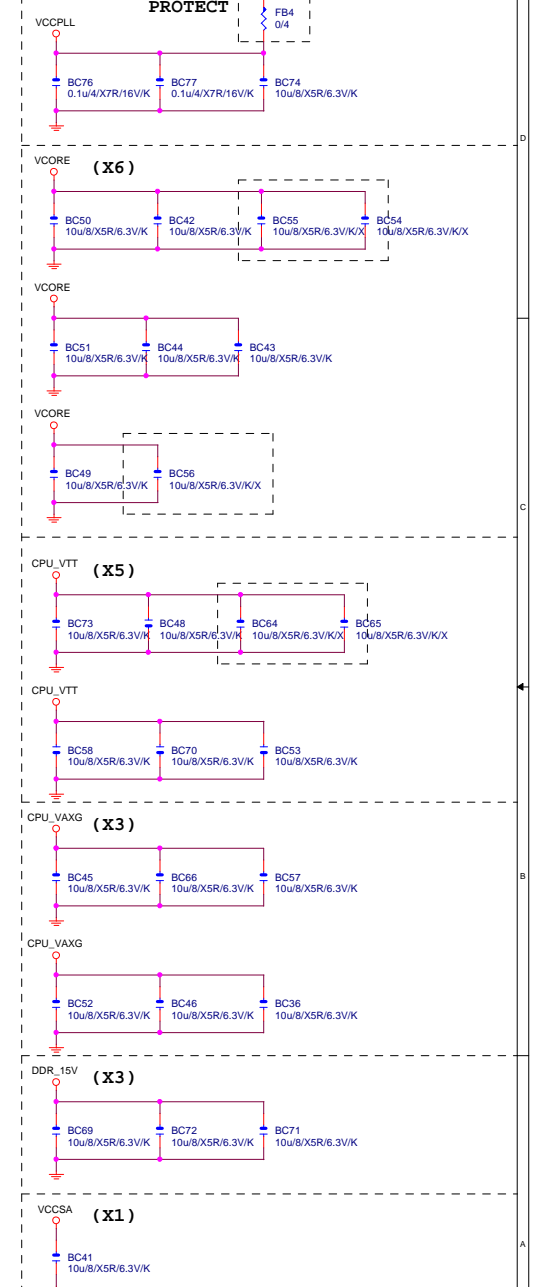 PROTECT
FB4
0/4
VCCPLL
BC76
0.1u/4/X7R/16V/K
BC77
0.1u/4/X7R/16V/K
BC74
10u/8/X5R/6.3V/K
D
VCORE
(X6)
BC50
10u/8/X5R/6.3V/K
BC42
10u/8/X5R/6.3V/K
BC55
10u/8/X5R/6.3V/K/X
BC54
10u/8/X5R/6.3V/K/X
VCORE
BC51
10u/8/X5R/6.3V/K
BC44
10u/8/X5R/6.3V/K
BC43
10u/8/X5R/6.3V/K
VCORE
BC49
10u/8/X5R/6.3V/K
BC56
10u/8/X5R/6.3V/K/X
C
CPU_VTT
(X5)
BC73
10u/8/X5R/6.3V/K
BC48
10u/8/X5R/6.3V/K
BC64
10u/8/X5R/6.3V/K/X
BC65
10u/8/X5R/6.3V/K/X
CPU_VTT
BC58
10u/8/X5R/6.3V/K
BC70
10u/8/X5R/6.3V/K
BC53
10u/8/X5R/6.3V/K
CPU_VAXG
(X3)
BC45
10u/8/X5R/6.3V/K
BC66
10u/8/X5R/6.3V/K
BC57
10u/8/X5R/6.3V/K
B
CPU_VAXG
BC52
10u/8/X5R/6.3V/K
BC46
10u/8/X5R/6.3V/K
BC36
10u/8/X5R/6.3V/K
DDR_15V
(X3)
BC69
10u/8/X5R/6.3V/K
BC72
10u/8/X5R/6.3V/K
BC71
10u/8/X5R/6.3V/K
VCCSA
(X1)
BC41
10u/8/X5R/6.3V/K
A